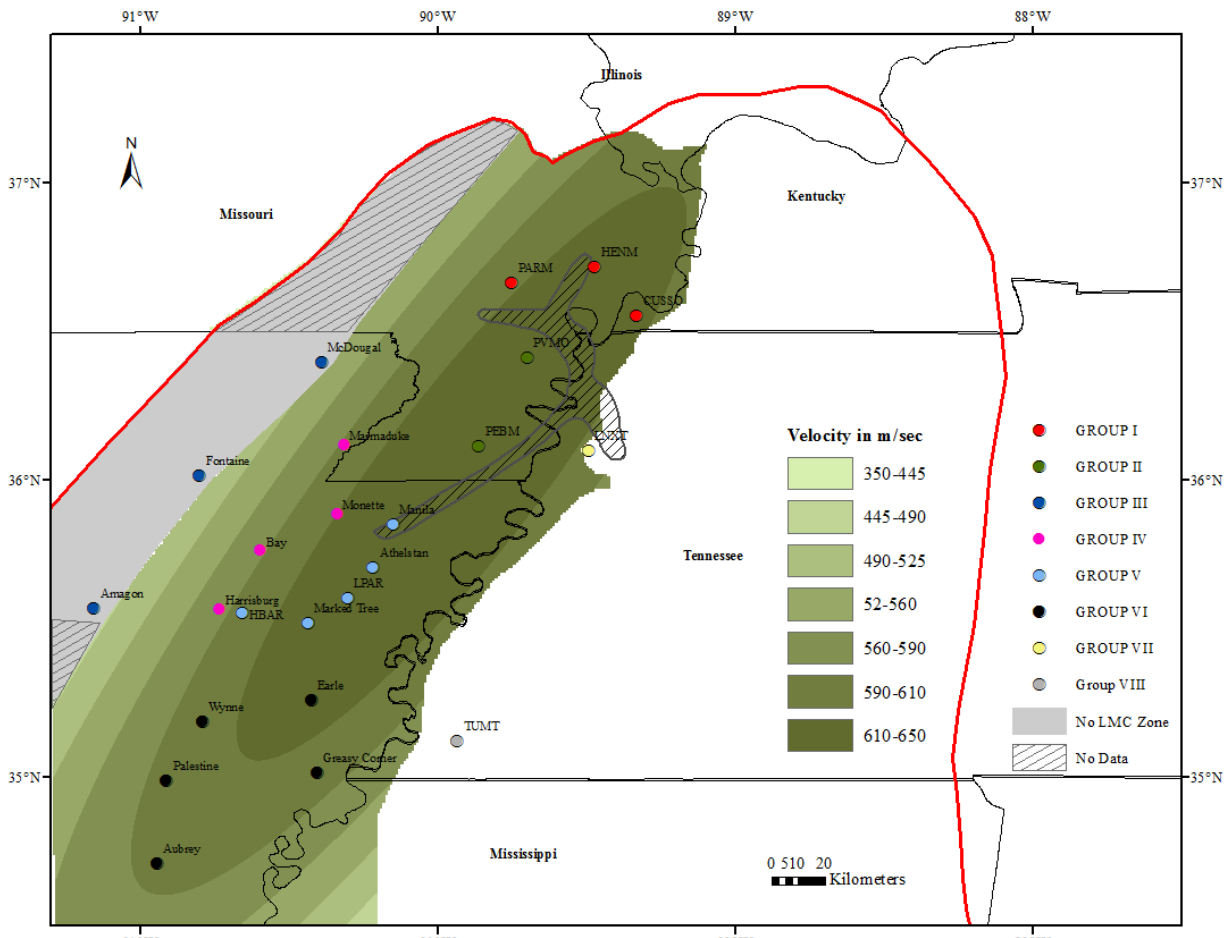 91°W 90°W 89°W 88°W
Illinois
N
37°N 37°N
Missouri
Kentucky
HENM
PARM
CUSSO
McDougal
PVMO
Marmaduke
PEBM
LNXT
Velocity in m/sec
350-445
445-490
490-525
52-560
560-590
590-610
610-650
GROUP I
GROUP II
GROUP III
GROUP IV
GROUP V
GROUP VI
GROUP VII
Group VIII
No LMC Zone
No Data
Fontaine
36°N 36°N
Monette
Manila
Bay
Athelstan
Tennessee
LPAR
Amagon
Harrisburg
HBAR
Marked Tree
Earle
Wynne
TUMT
Palestine
Greasy Corner
35°N 35°N
Aubrey
Mississippi
0 510 20
Kilometers